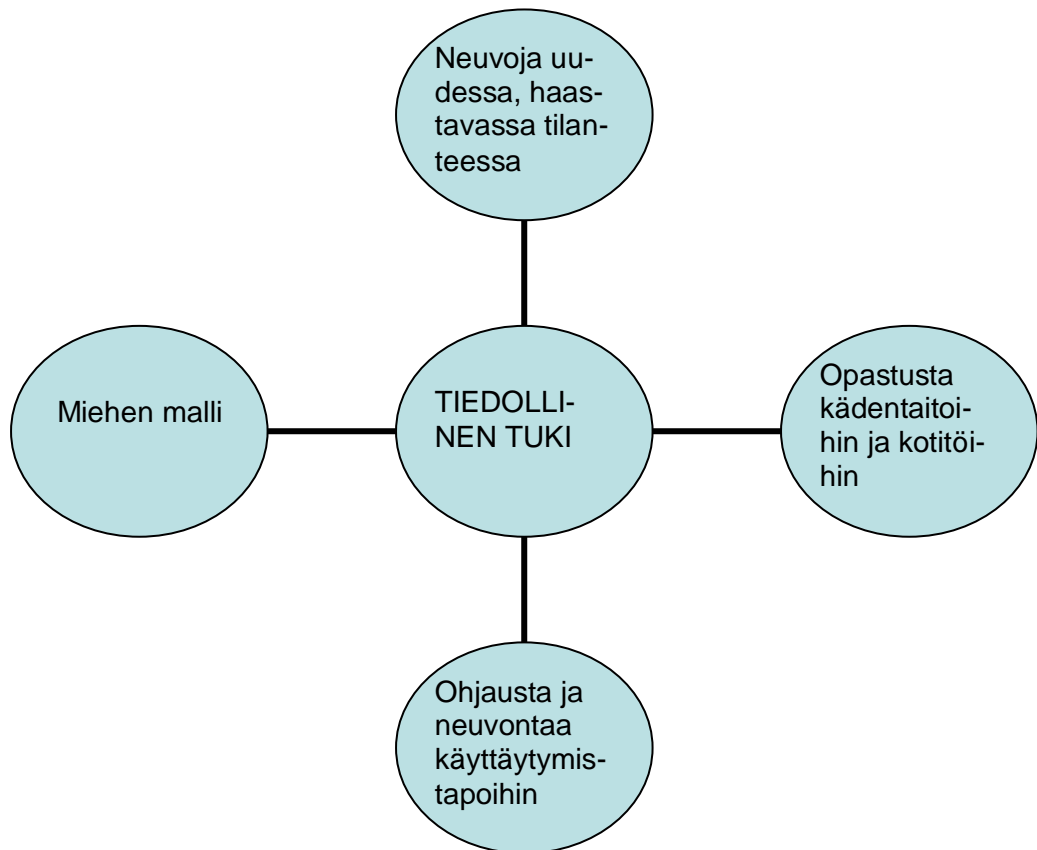 Neuvoja uu-
dessa, haas-
tavassa tilan-
teessa
Miehen malli
TIEDOLLI-
NEN TUKI
Opastusta
kädentaitoi-
hin ja kotitöi-
hin
Ohjausta ja
neuvontaa
käyttäytymis-
tapoihin